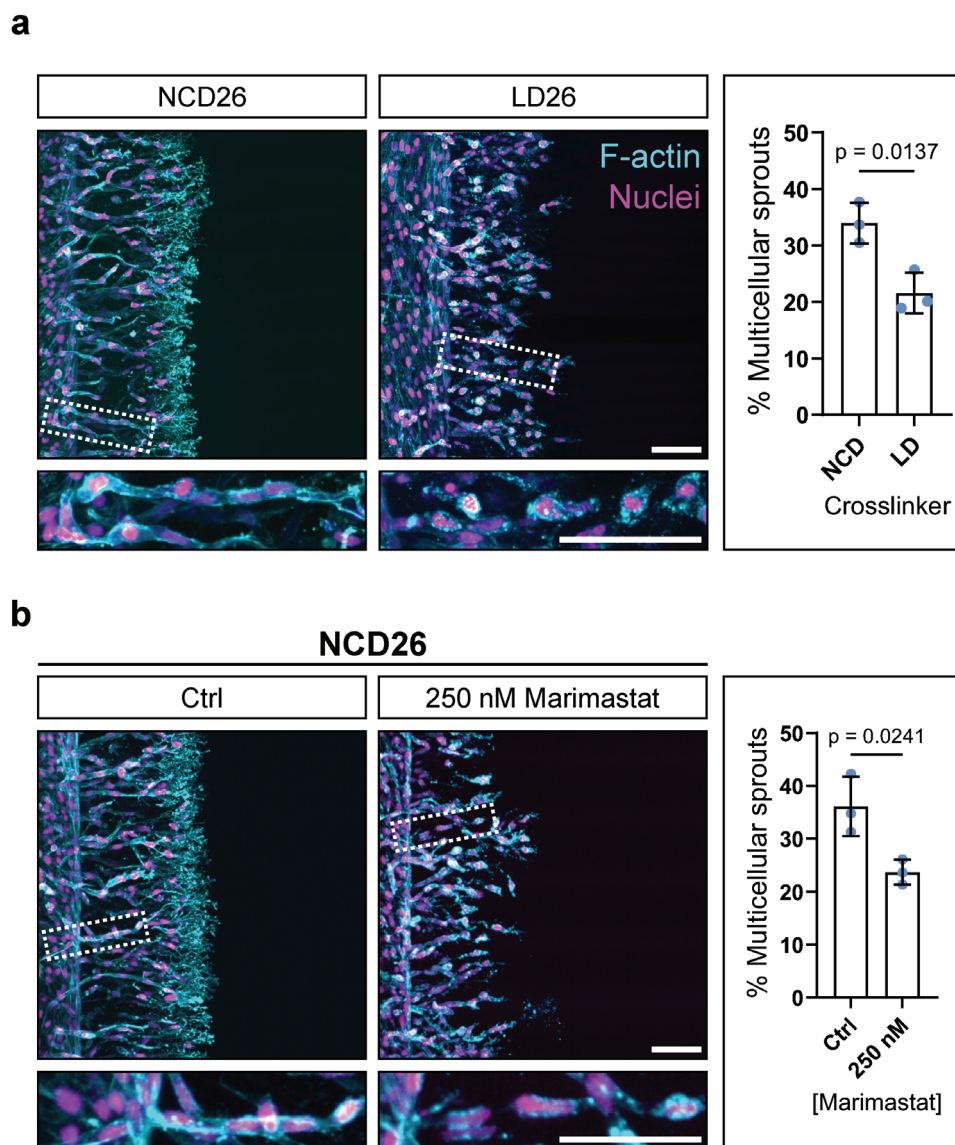 a
NCD26
LD26
F-actin
Nuclei
% Multicellular sprouts
50
40
30
20
10
0
p = 0.0137
NCD
LD
Crosslinker
b
NCD26
Ctrl
250 nM Marimastat
% Multicellular sprouts
50
40
30
20
10
0
p = 0.0241
Ctrl
250 nM
[Marimastat]